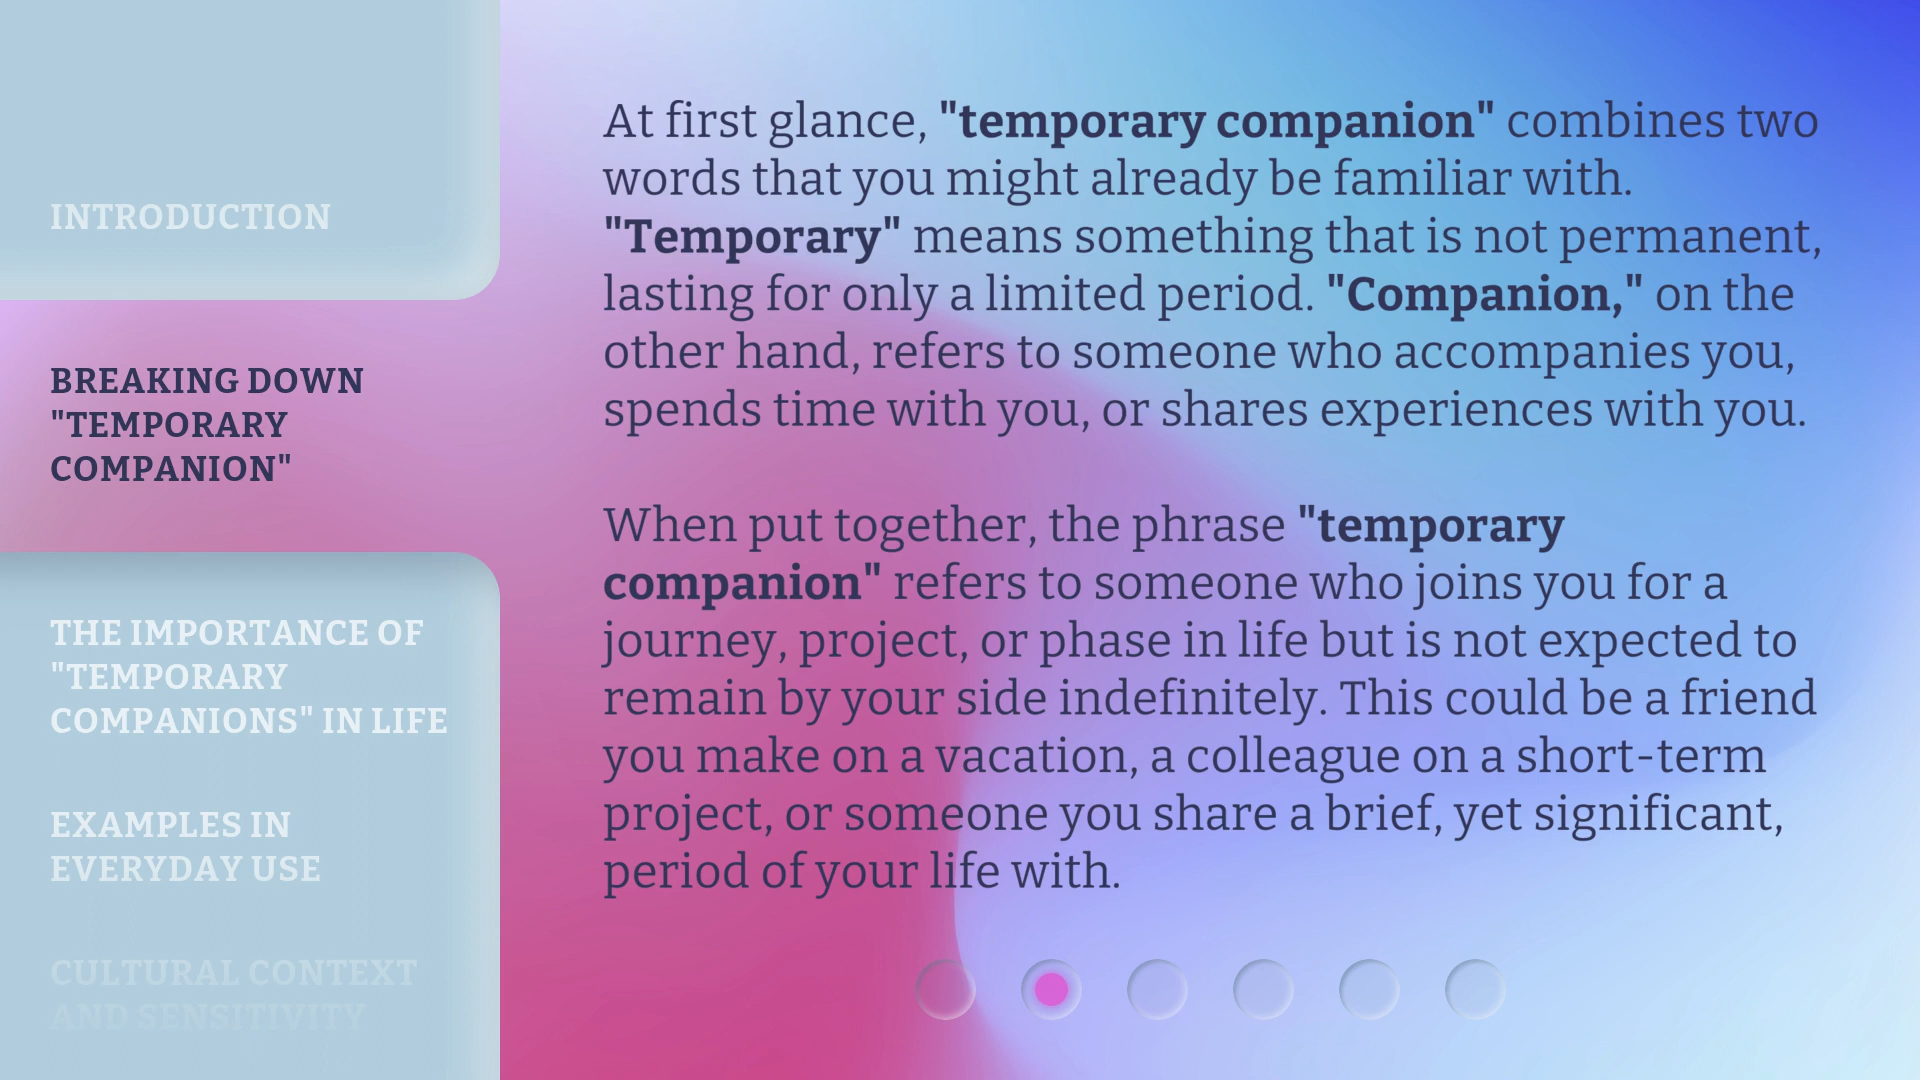 INTRODUCTION
BREAKING DOWN
"TEMPORARY
COMPANION"
THE IMPORTANCE OF
"TEMPORARY
COMPANIONS" IN LIFE
EXAMPLES IN
EVERYDAY USE
CULTURAL CONTEXT
AND SENSITIVITY
At first glance, "temporary companion" combines two
words that you might already be familiar with.
"Temporary" means something that is not permanent,
lasting for only a limited period. "Companion," on the
other hand, refers to someone who accompanies you,
spends time with you, or shares experiences with you.
When put together, the phrase "temporary
companion" refers to someone who joins you for a
journey, project, or phase in life but is not expected to
remain by your side indefinitely. This could be a friend
you make on a vacation, a colleague on a short-term
project, or someone you share a brief, yet significant,
period of your life with.